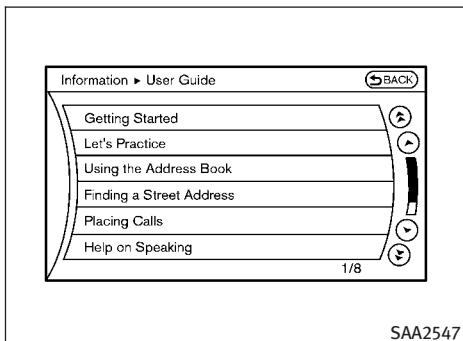 Information ▸ User Guide
BACK
Getting Started
Let's Practice
Using the Address Book
Finding a Street Address
Placing Calls
Help on Speaking
1/8
SAA2547